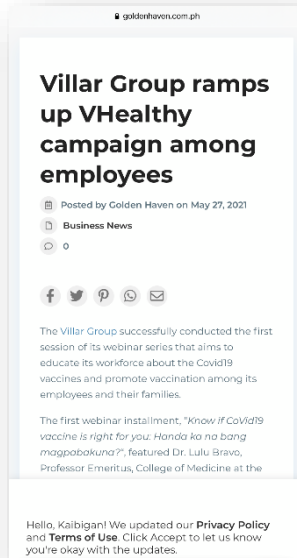 goldenhaven.com.ph
Villar Group ramps
up VHealthy
campaign among
employees
Posted by Golden Haven on May 27, 2021
Business News
0
The Villar Group successfully conducted the first
session of its webinar series that aims to
educate its workforce about the Covid19
vaccines and promote vaccination among its
employees and their families.
The first webinar installment, "Know if CoVid19
vaccine is right for you: Handa ka na bang
magpabakuna?", featured Dr. Lulu Bravo,
Professor Emeritus, College of Medicine at the
Hello, Kaibigan! We updated our Privacy Policy
and Terms of Use. Click Accept to let us know
you're okay with the updates.